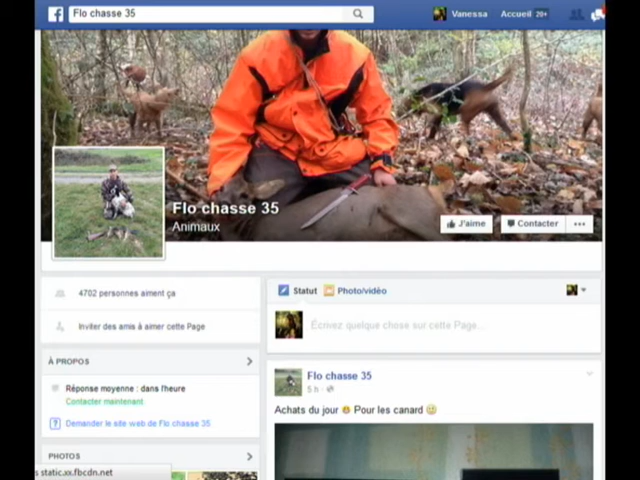 Flo chasse 35
Vanessa
Accueil 20+
Flo chasse 35
Animaux
J'aime
Contacter
4702 personnes aiment ça
Inviter des amis à aimer cette Page
À PROPOS
Réponse moyenne : dans l'heure
Contacter maintenant
Demander le site web de Flo chasse 35
PHOTOS
s static.xx.fbcdn.net
Statut
Photo/vidéo
Écrivez quelque chose sur cette Page...
Flo chasse 35
5 h
Achats du jour 😀 Pour les canard 🙂